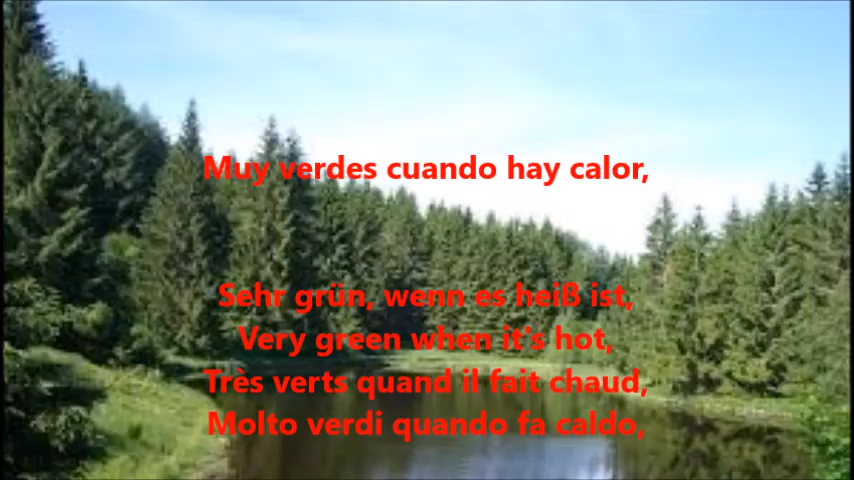 Muy verdes cuando hay calor,
Sehr grün, wenn es heiß ist,
Very green when it's hot,
Très verts quand il fait chaud,
Molto verdi quando fa caldo,